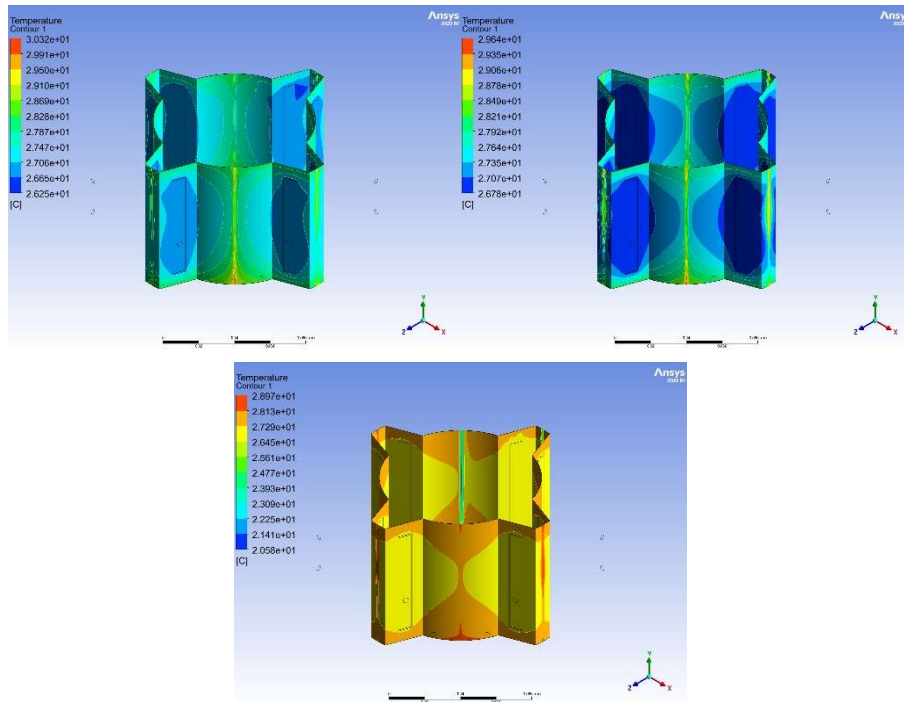 Temperature
Contour 1
3.032e+01
2.991e+01
2.950e+01
2.910e+01
2.869e+01
2.828e+01
2.787e+01
2.747e+01
2.706e+01
2.665e+01
2.625e+01
[C]
Ansys
Y
Z
X
0
Temperature
Contour 1
2.964e+01
2.935e+01
2.906e+01
2.878e+01
2.849e+01
2.821e+01
2.792e+01
2.764e+01
2.735e+01
2.707e+01
2.678e+01
[C]
Ansys
Y
Z
X
0
Temperature
Contour 1
2.897e+01
2.813e+01
2.729e+01
2.645e+01
2.561e+01
2.477e+01
2.393e+01
2.309e+01
2.225e+01
2.141e+01
2.058e+01
[C]
Ansys
Y
Z
X
0